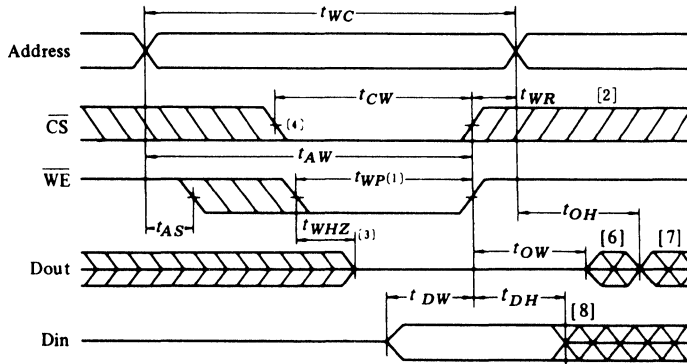 tWC
Address
tCW
tWR
[2]
CS
(4)
tAW
WE
tWP(1)
tAS
tWHZ
(3)
tOH
tOW
[6]
[7]
Dout
tDW
tDH
[8]
Din